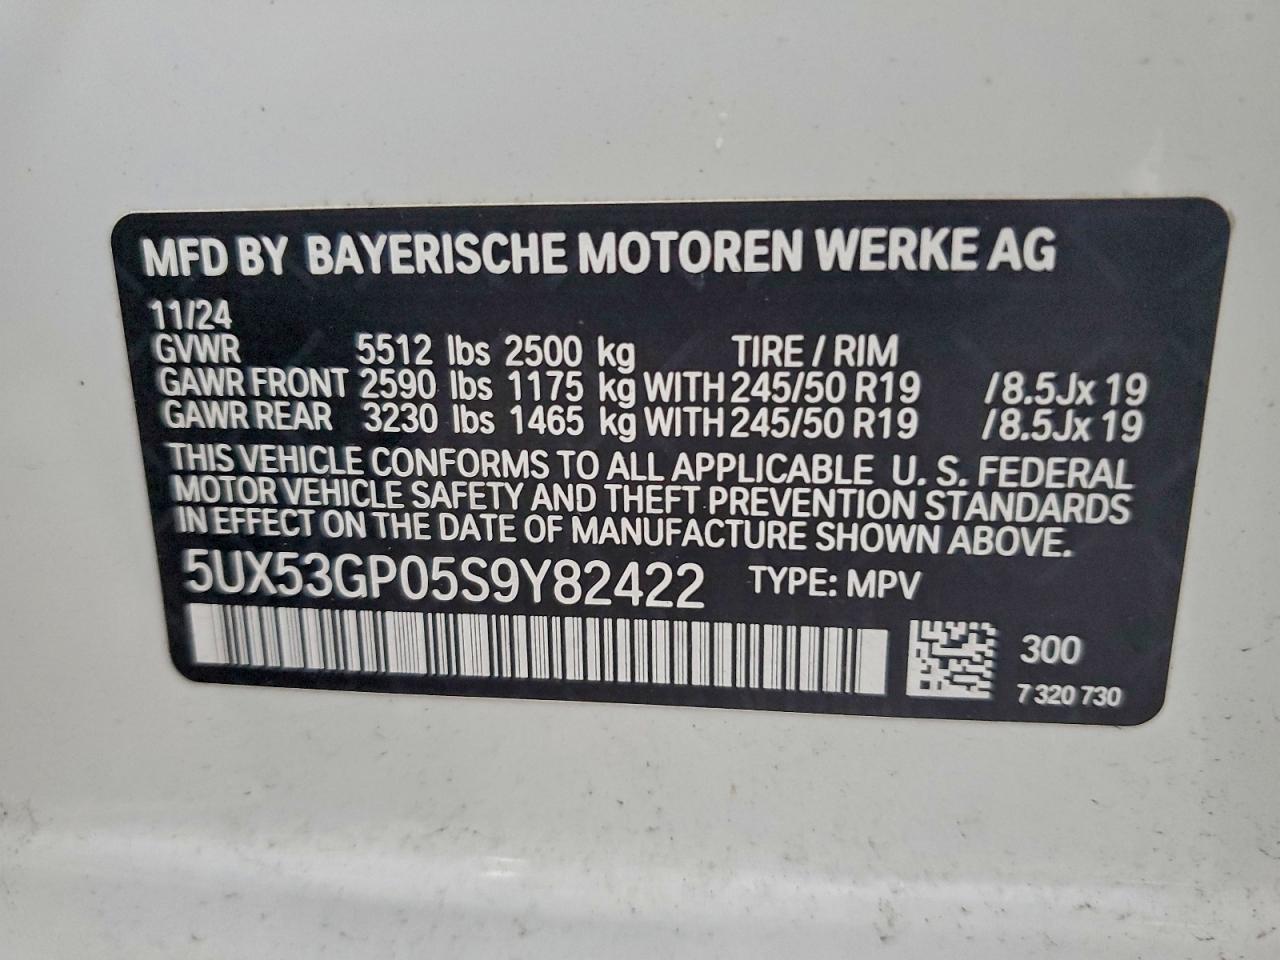 MFD BY BAYERISCHE MOTOREN WERKE AG
11/24
GVWR 5512 lbs 2500 kg TIRE / RIM
GAWR FRONT 2590 lbs 1175 kg WITH 245/50 R19 /8.5Jx 19
GAWR REAR 3230 lbs 1465 kg WITH 245/50 R19 /8.5Jx 19
THIS VEHICLE CONFORMS TO ALL APPLICABLE U. S. FEDERAL
MOTOR VEHICLE SAFETY AND THEFT PREVENTION STANDARDS
IN EFFECT ON THE DATE OF MANUFACTURE SHOWN ABOVE.
5UX53GP05S9Y82422 TYPE: MPV
300
7 320 730